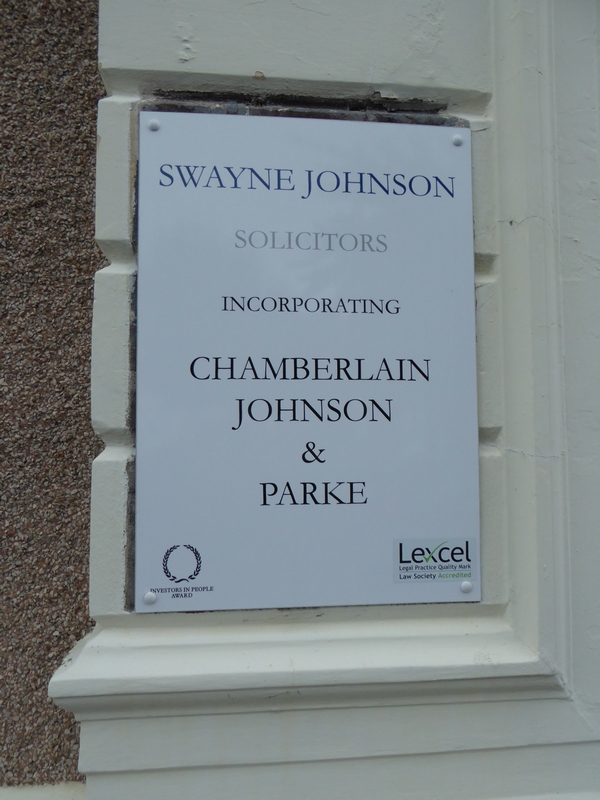 SWAYNE JOHNSON
SOLICITORS
INCORPORATING
CHAMBERLAIN
JOHNSON
&
PARKE
INVESTORS IN PEOPLE
AWARD
Lexcel
Legal Practice Quality Mark
Law Society Accredited